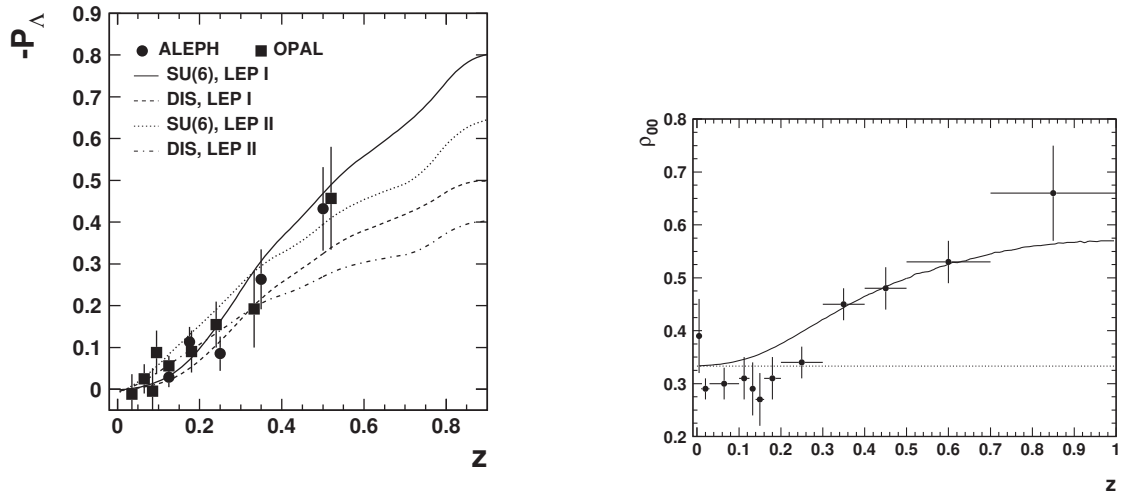 -P_Λ
0.9
0.8
0.7
0.6
0.5
0.4
0.3
0.2
0.1
0
ALEPH OPAL
SU(6), LEP I
DIS, LEP I
SU(6), LEP II
DIS, LEP II
0 0.2 0.4 0.6 0.8
z
ρ_00
0.8
0.7
0.6
0.5
0.4
0.3
0.2
0 0.1 0.2 0.3 0.4 0.5 0.6 0.7 0.8 0.9 1
z